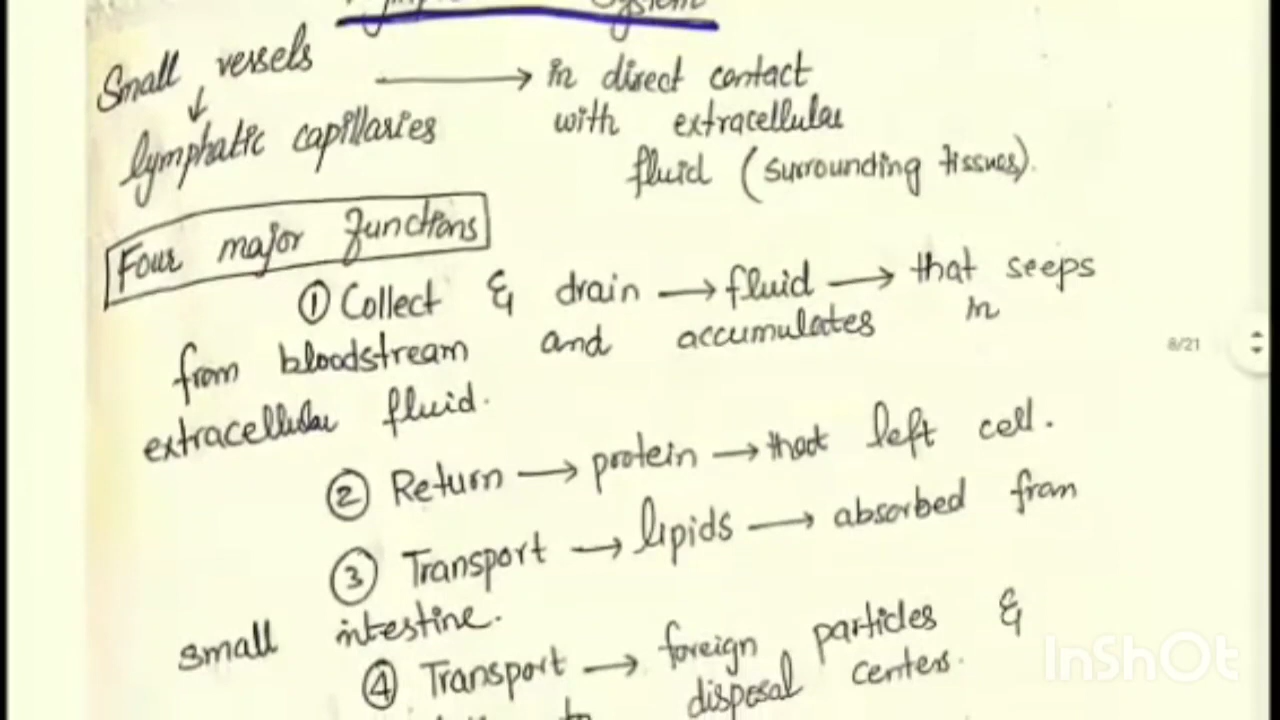 System
Small vessels → in direct contact
↓
lymphatic capillaries with extracellular
fluid (surrounding tissues).
Four major functions
① Collect & drain → fluid → that seeps
from bloodstream and accumulates in
extracellular fluid.
② Return → protein → that left cell.
③ Transport → lipids → absorbed from
small intestine.
④ Transport → foreign particles &
to disposal centers.
8/21
InShOt